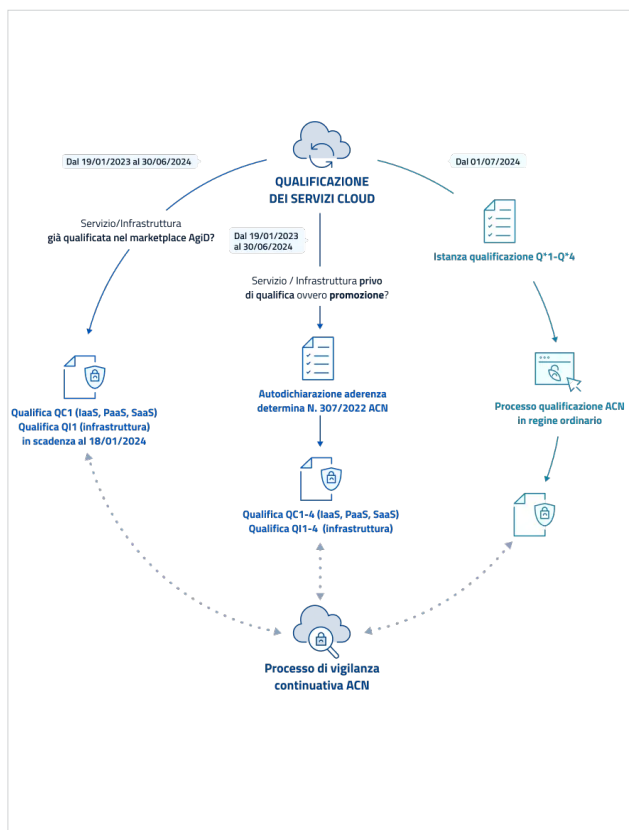 Dal 19/01/2023 al 30/06/2024
Dal 01/07/2024
QUALIFICAZIONE
DEI SERVIZI CLOUD
Servizio/Infrastruttura
già qualificata nel marketplace AgiD?
Dal 19/01/2023
al 30/06/2024
Istanza qualificazione Q*1-Q*4
Servizio / Infrastruttura privo
di qualifica ovvero promozione?
Autodichiarazione aderenza
determina N. 307/2022 ACN
Qualifica QC1 (IaaS, PaaS, SaaS)
Qualifica QI1 (infrastruttura)
in scadenza al 18/01/2024
Processo qualificazione ACN
in regine ordinario
Qualifica QC1-4 (IaaS, PaaS, SaaS)
Qualifica QI1-4 (infrastruttura)
Processo di vigilanza
continuativa ACN